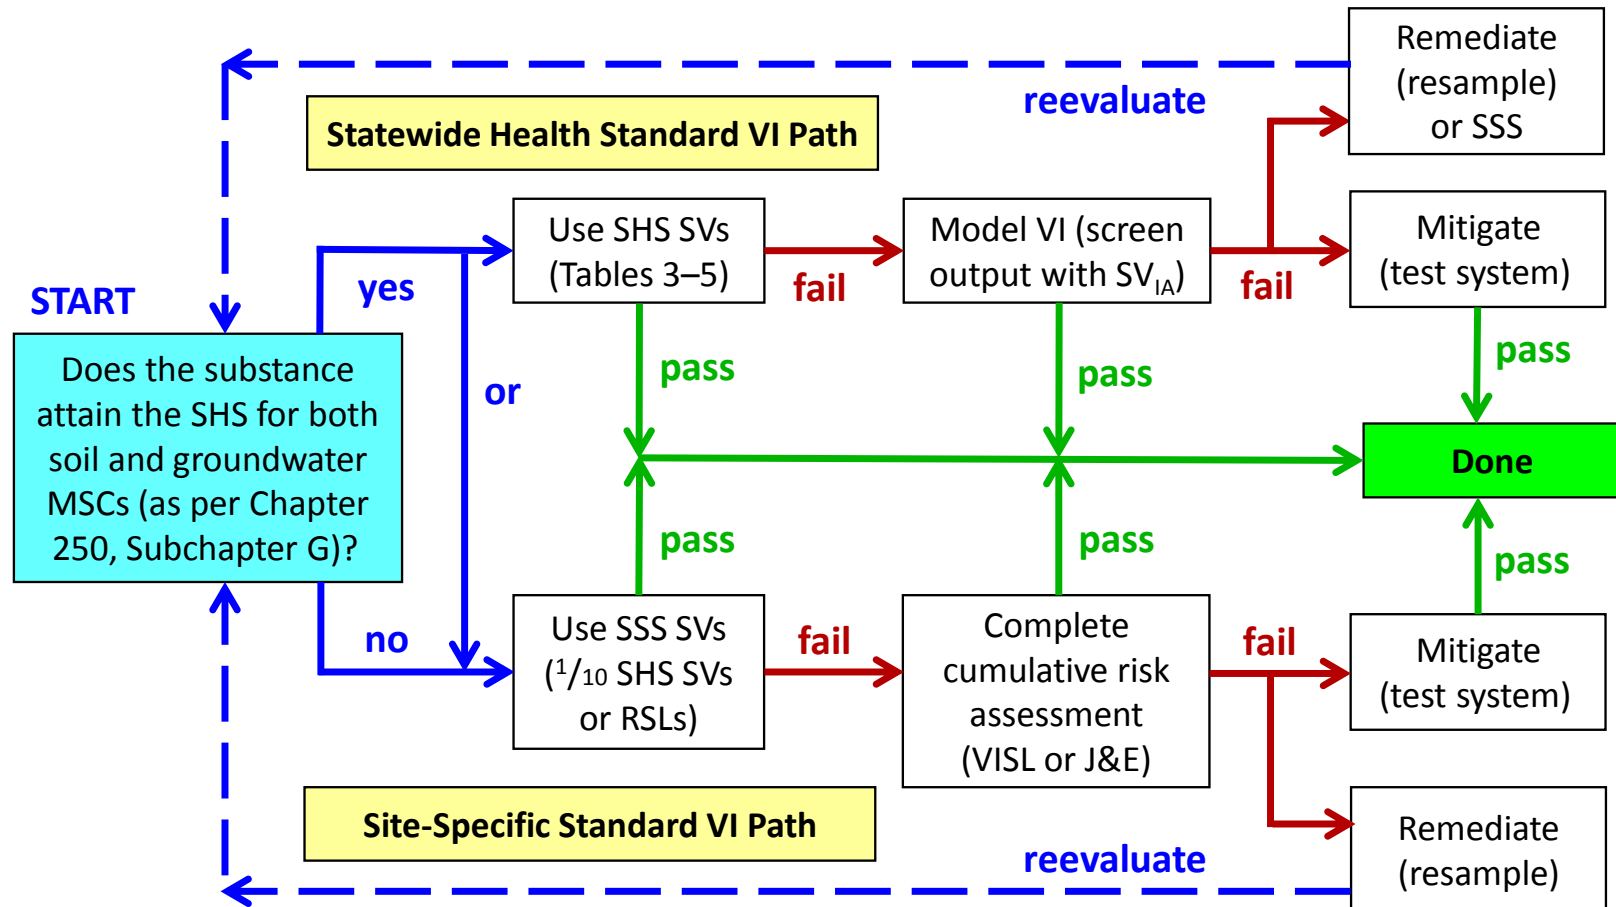 Remediate
(resample)
or SSS
reevaluate
Statewide Health Standard VI Path
Use SHS SVs
(Tables 3–5)
fail
Model VI (screen
output with SVIA)
fail
Mitigate
(test system)
START
yes
or
Does the substance
attain the SHS for both
soil and groundwater
MSCs (as per Chapter
250, Subchapter G)?
pass
pass
pass
Done
pass
pass
pass
no
Use SSS SVs
(1/10 SHS SVs
or RSLs)
fail
Complete
cumulative risk
assessment
(VISL or J&E)
fail
Mitigate
(test system)
Site-Specific Standard VI Path
reevaluate
Remediate
(resample)